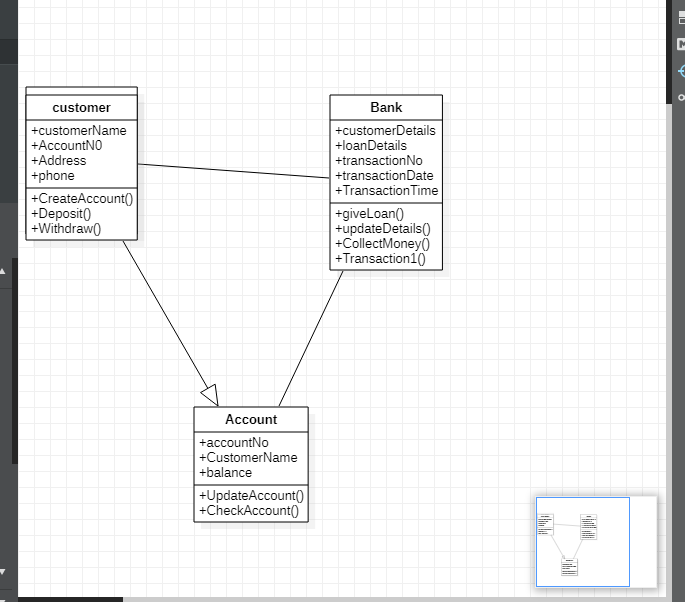 customer
+customerName
+AccountN0
+Address
+phone
+CreateAccount()
+Deposit()
+Withdraw()
Bank
+customerDetails
+loanDetails
+transactionNo
+transactionDate
+TransactionTime
+giveLoan()
+updateDetails()
+CollectMoney()
+Transaction1()
Account
+accountNo
+CustomerName
+balance
+UpdateAccount()
+CheckAccount()